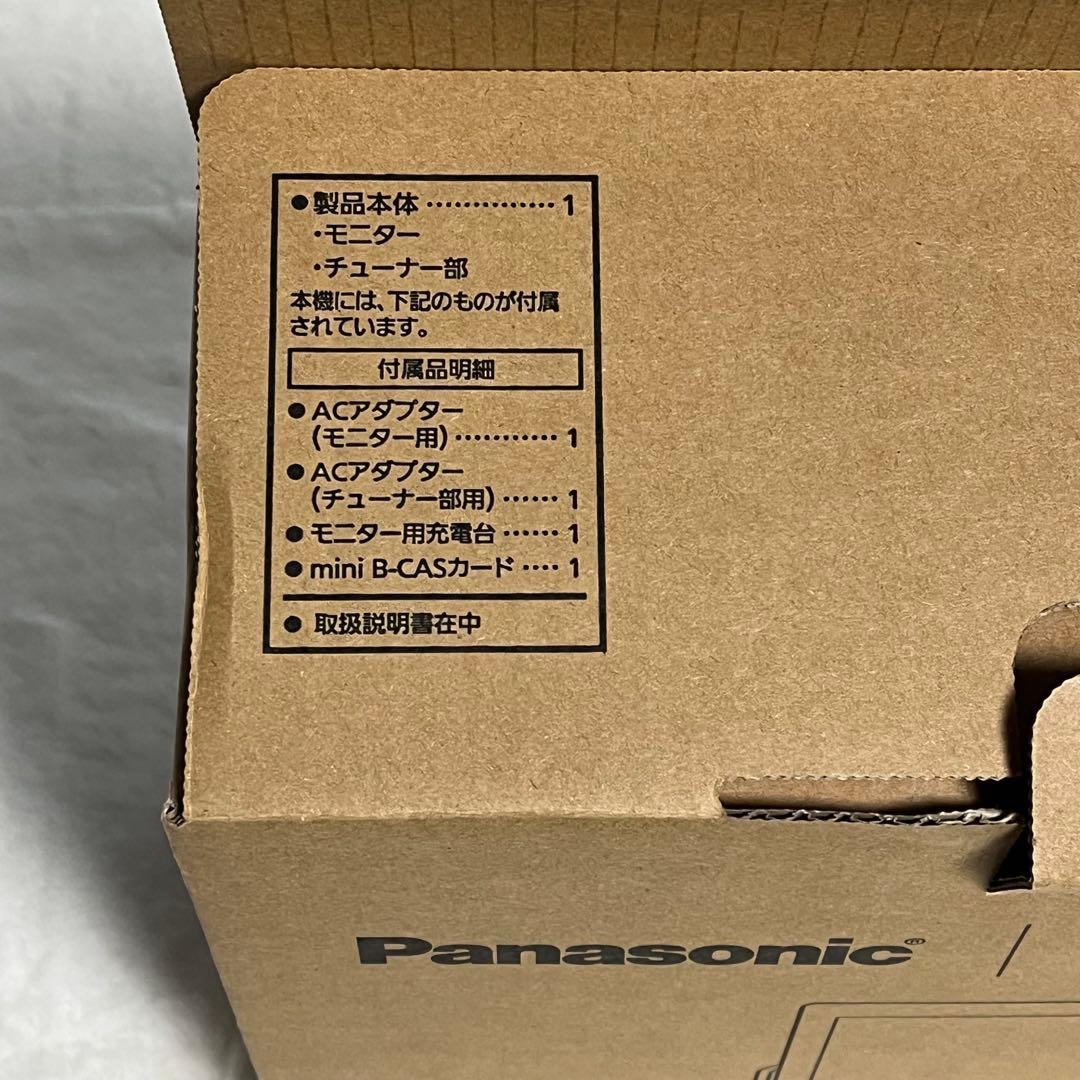 ●製品本体 ・・・・・・・・・・・・・・ 1
・モニター
・チューナー部
本機には、下記のものが付属
されています。
付属品明細
●ACアダプター
(モニター用) ・・・・・・・・・・・ 1
●ACアダプター
(チューナー部用) ・・・・・・ 1
●モニター用充電台 ・・・・・・ 1
●mini B-CASカード ・・・・ 1
●取扱説明書在中
Panasonic® /